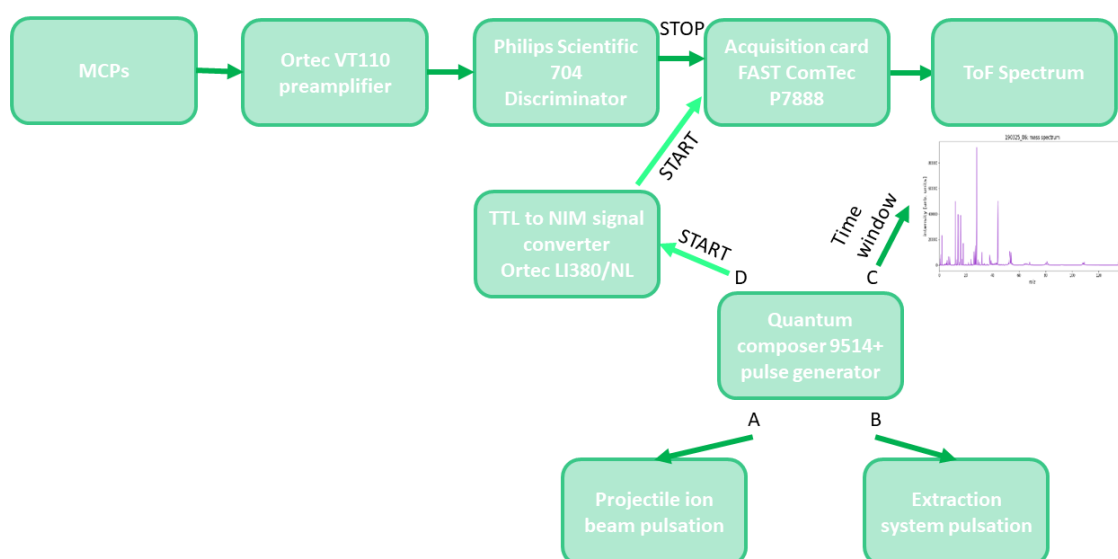 MCPs
Ortec VT110
preamplifier
Philips Scientific
704
Discriminator
STOP
Acquisition card
FAST ComTec
P7888
ToF Spectrum
START
TTL to NIM signal
converter
Ortec LI380/NL
START
D
Time
window
C
Quantum
composer 9514+
pulse generator
A
B
Projectile ion
beam pulsation
Extraction
system pulsation